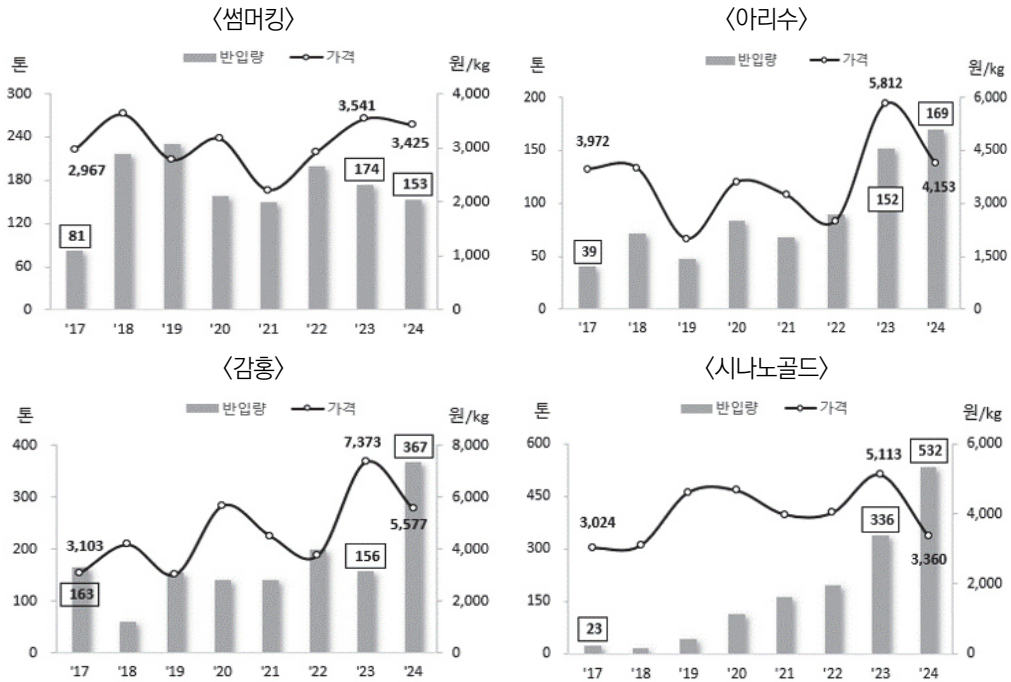 〈썸머킹〉
반입량 가격
톤 원/kg
300 4,000
240 3,000
180 2,000
120 1,000
60 0
0
2,967 3,541 3,425
81 174 153
'17 '18 '19 '20 '21 '22 '23 '24
〈아리수〉
반입량 가격
톤 원/kg
200 6,000
150 4,500
100 3,000
50 1,500
0 0
3,972 5,812 4,153
39 152 169
'17 '18 '19 '20 '21 '22 '23 '24
〈감홍〉
반입량 가격
톤 원/kg
400 8,000
300 6,000
200 4,000
100 2,000
0 0
3,103 7,373 5,577
163 156 367
'17 '18 '19 '20 '21 '22 '23 '24
〈시나노골드〉
반입량 가격
톤 원/kg
600 6,000
450 4,000
300 2,000
150 0
0
3,024 5,113 3,360
23 336 532
'17 '18 '19 '20 '21 '22 '23 '24